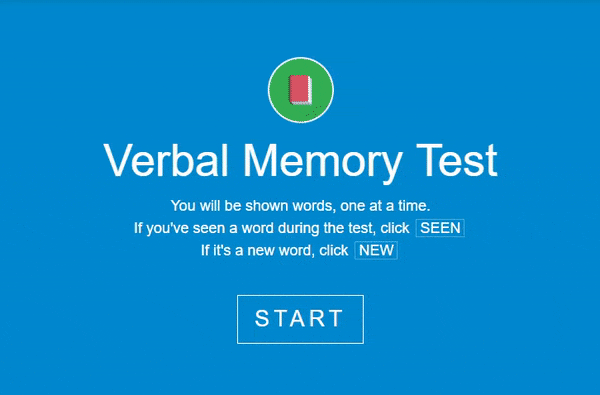 Verbal Memory Test
You will be shown words, one at a time.
If you've seen a word during the test, click SEEN
If it's a new word, click NEW
START